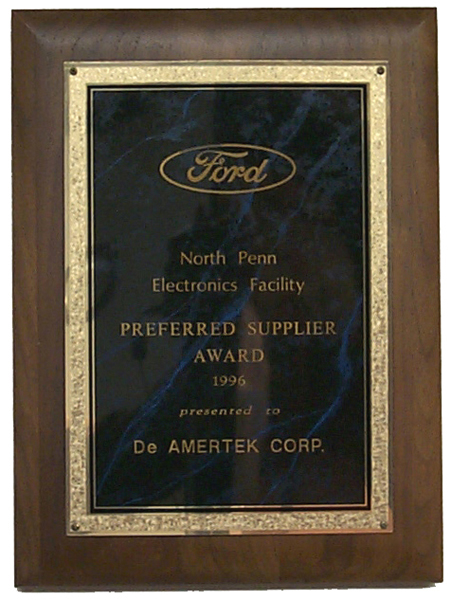 Ford
North Penn
Electronics Facility
PREFERRED SUPPLIER
AWARD
1996
presented to
De AMERTEK CORP.